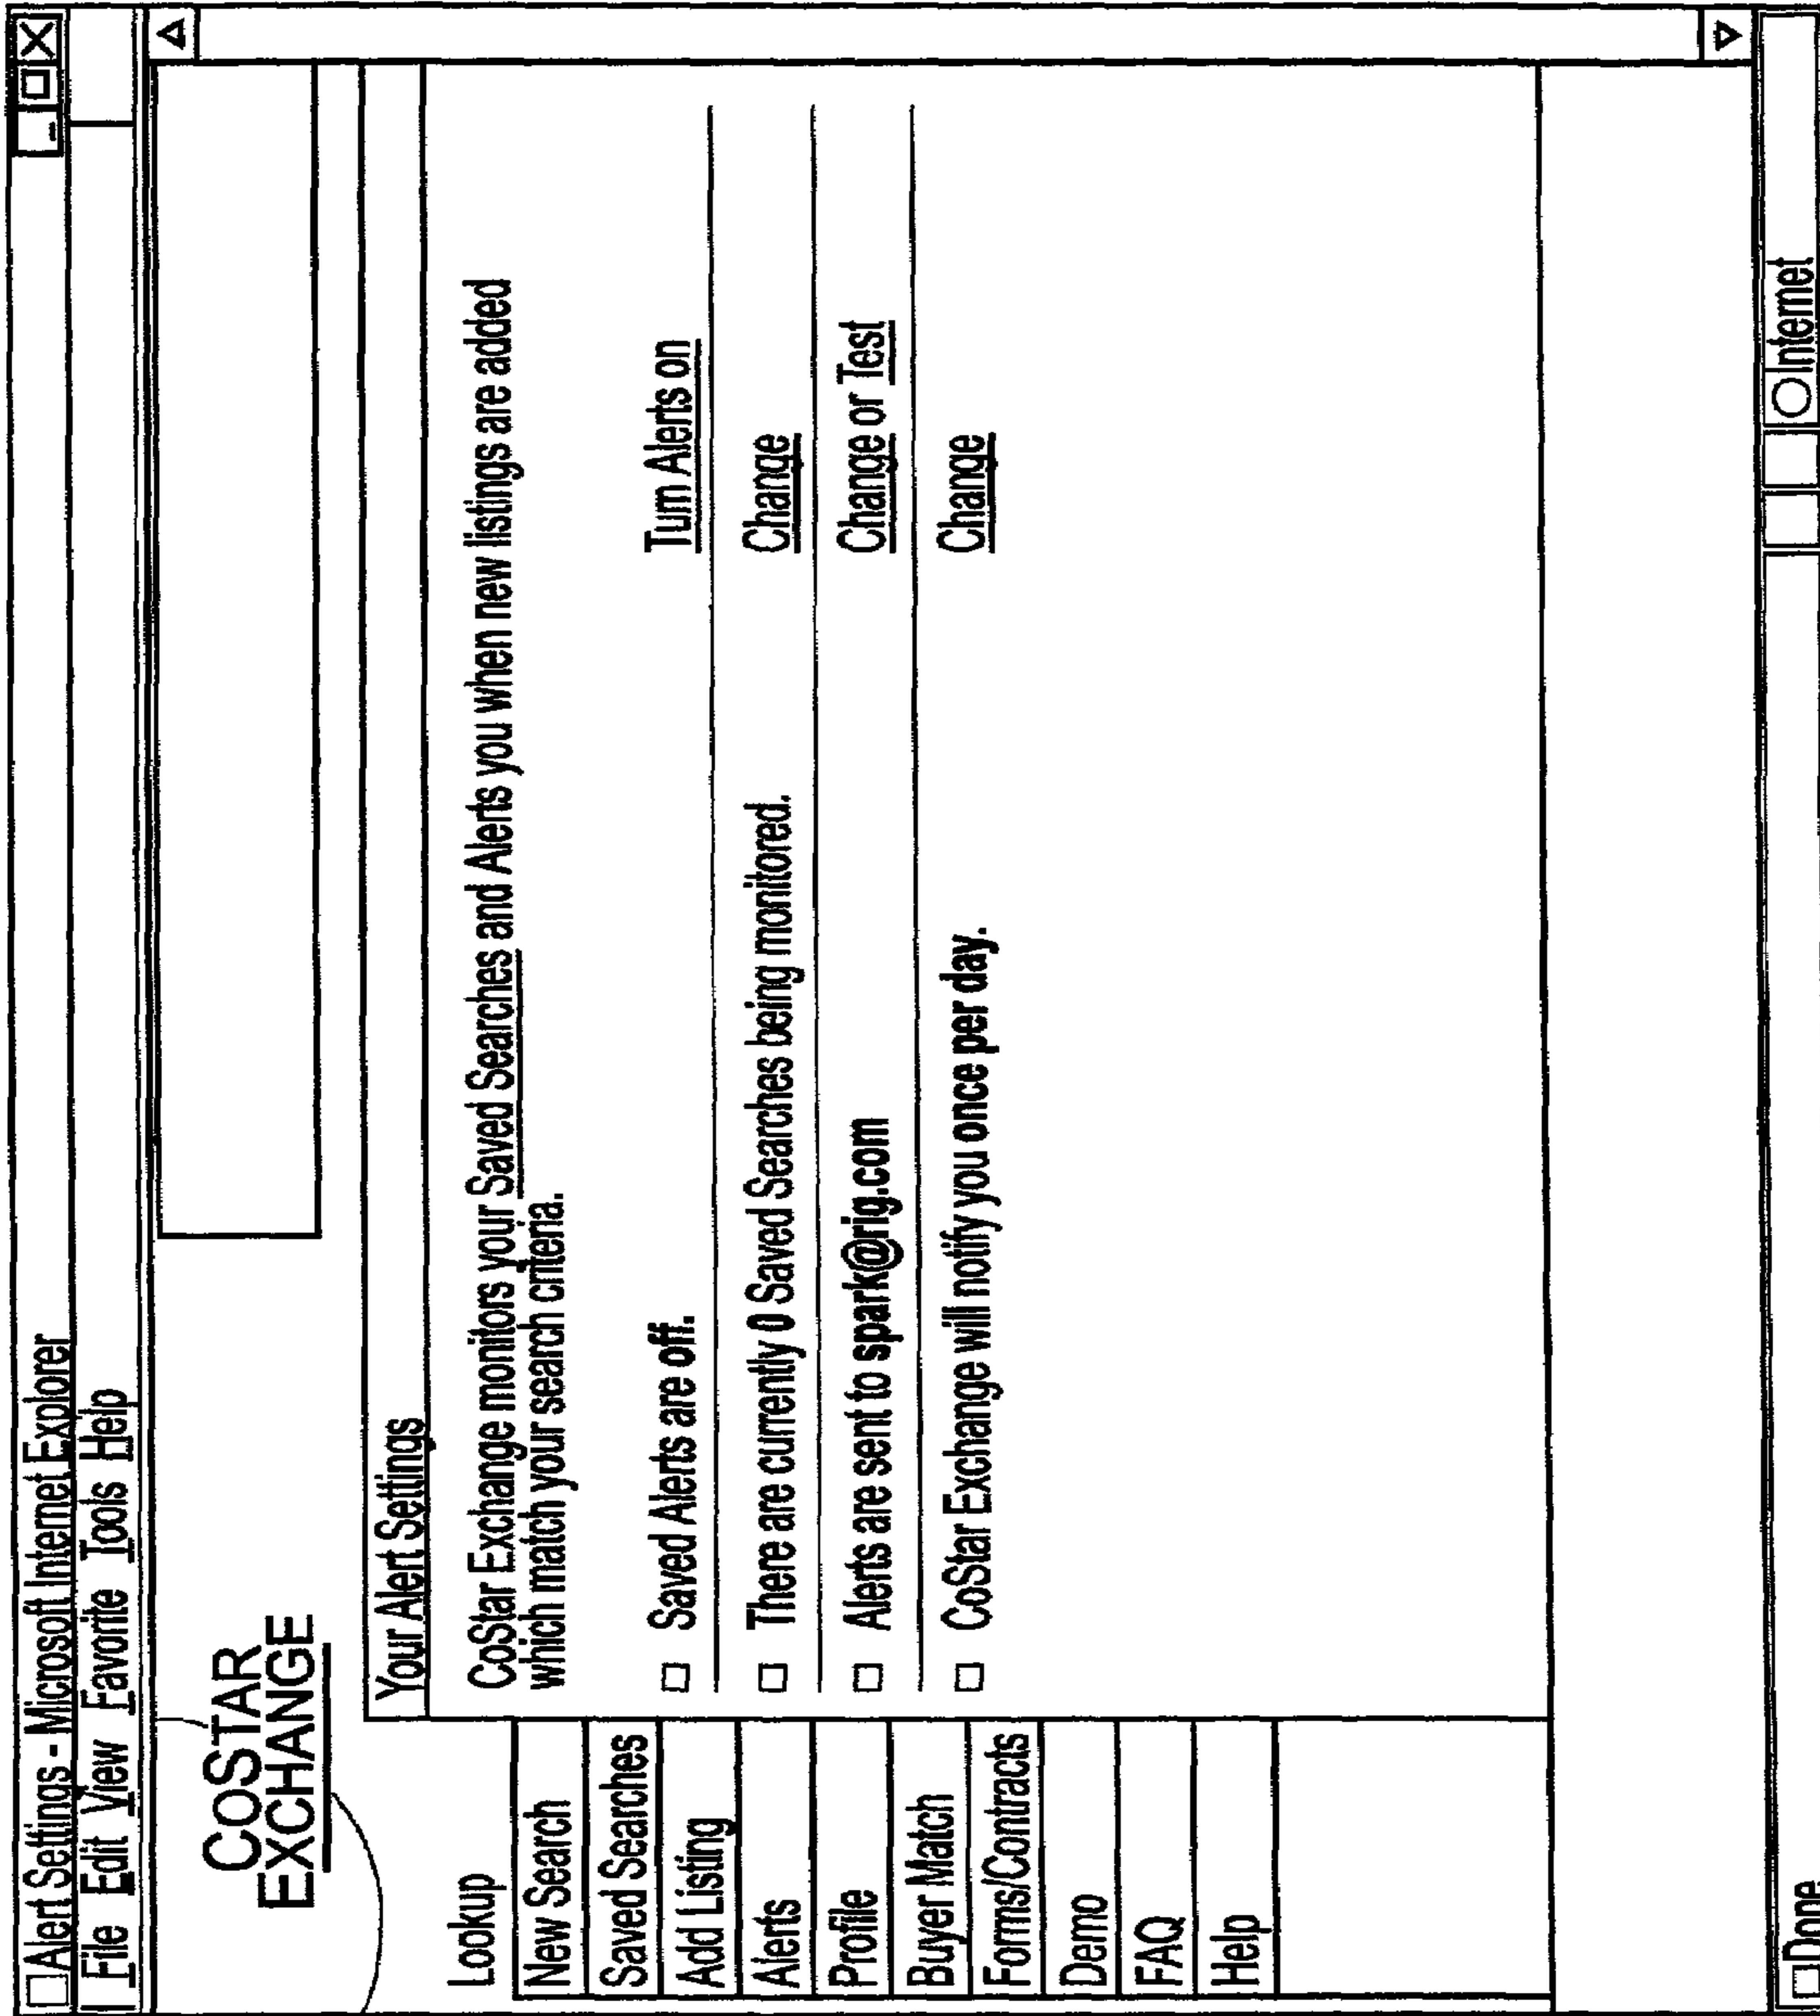 Alert Settings - Microsoft Internet Explorer
File Edit View Favorite Tools Help
COSTAR
EXCHANGE
Your Alert Settings
Lookup
New Search
Saved Searches
Add Listing
Alerts
Profile
Buyer Match
Forms/Contracts
Demo
FAQ
Help
CoStar Exchange monitors your Saved Searches and Alerts you when new listings are added
which match your search criteria.
Saved Alerts are off. Turn Alerts on
There are currently 0 Saved Searches being monitored. Change
Alerts are sent to spark@rig.com Change or Test
CoStar Exchange will notify you once per day. Change
Done Internet